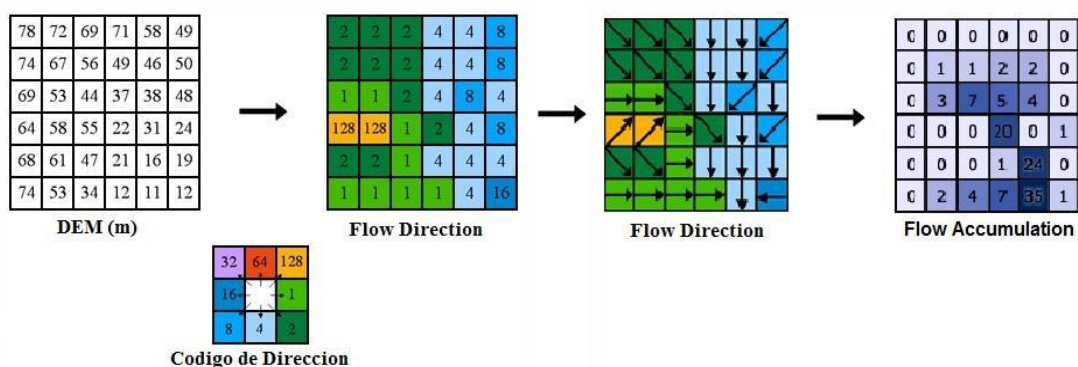 78 72 69 71 58 49
74 67 56 49 46 50
69 53 44 37 38 48
64 58 55 22 31 24
68 61 47 21 16 19
74 53 34 12 11 12
DEM (m)
2 2 2 4 4 8
2 2 2 4 4 8
1 1 2 4 8 4
128 128 1 2 4 8
2 2 1 4 4 4
1 1 1 1 4 16
Flow Direction
Flow Direction
0 0 0 0 0 0
0 1 1 2 2 0
0 3 7 5 4 0
0 0 0 20 0 1
0 0 0 1 24 0
0 2 4 7 35 1
Flow Accumulation
32 64 128
16 1
8 4 2
Codigo de Direccion